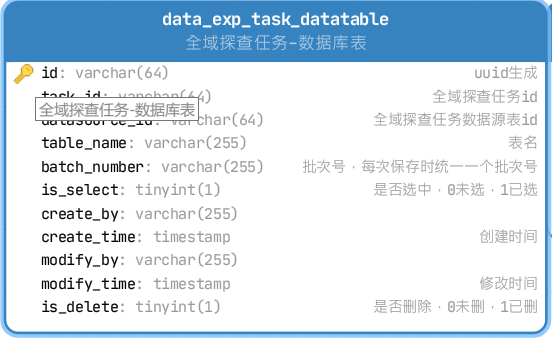 data_exp_task_datatable
全域探查任务-数据库表
id: varchar(64) uuid生成
task_id: varchar(64) 全域探查任务id
全域探查任务-数据库表
datasource_id: varchar(64) 全域探查任务数据源表id
table_name: varchar(255) 表名
batch_number: varchar(255) 批次号·每次保存时统一一个批次号
is_select: tinyint(1) 是否选中·0未选·1已选
create_by: varchar(255)
create_time: timestamp 创建时间
modify_by: varchar(255)
modify_time: timestamp 修改时间
is_delete: tinyint(1) 是否删除·0未删·1已删